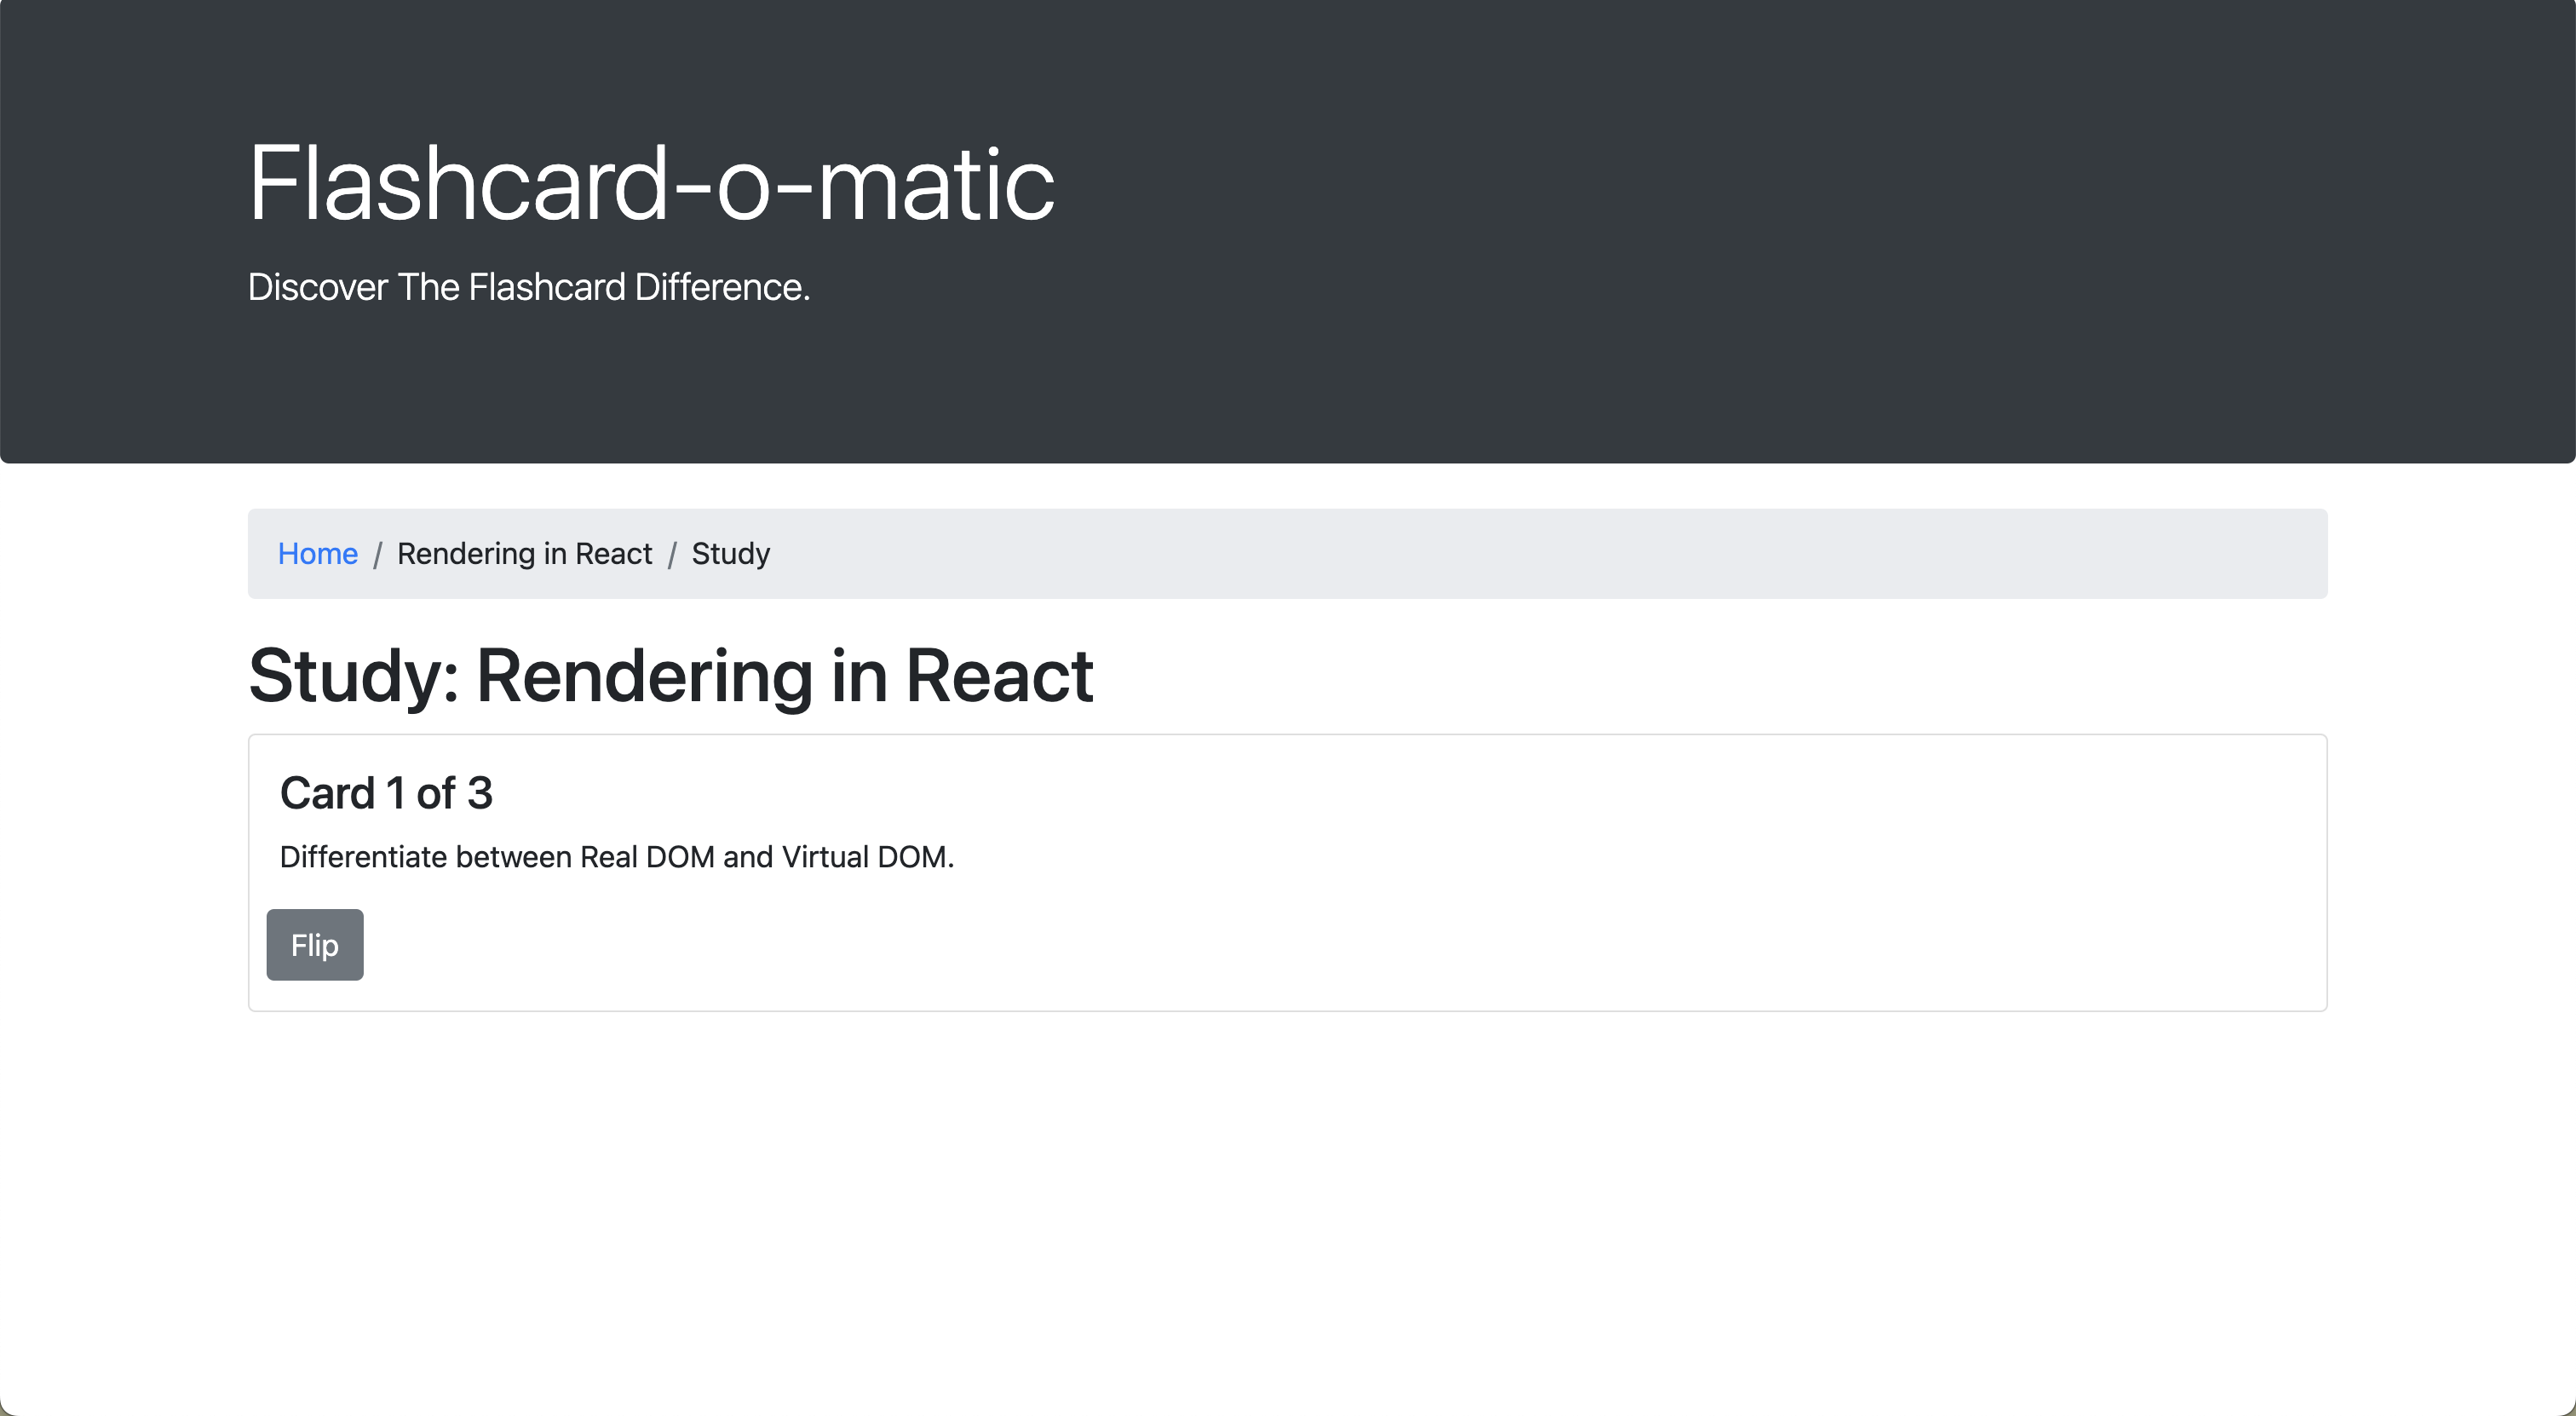 Flashcard-o-matic
Discover The Flashcard Difference.
Home / Rendering in React / Study
Study: Rendering in React
Card 1 of 3
Differentiate between Real DOM and Virtual DOM.
Flip